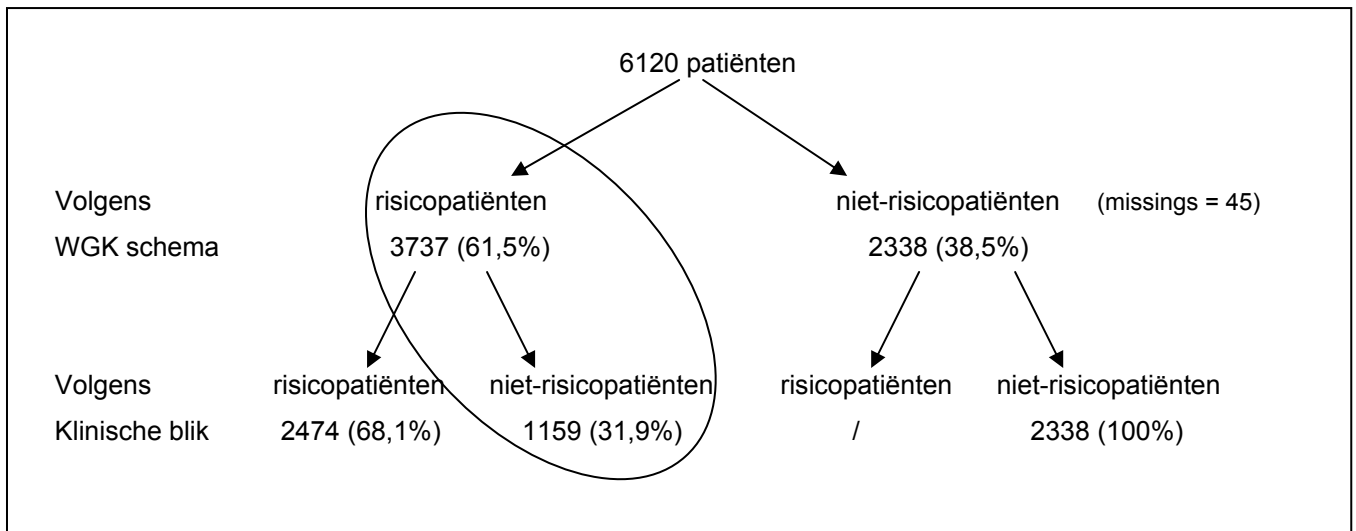 6120 patiënten
Volgens risicopatiënten niet-risicopatiënten (missings = 45)
WGK schema 3737 (61,5%) 2338 (38,5%)
Volgens risicopatiënten niet-risicopatiënten risicopatiënten niet-risicopatiënten
Klinische blik 2474 (68,1%) 1159 (31,9%) / 2338 (100%)